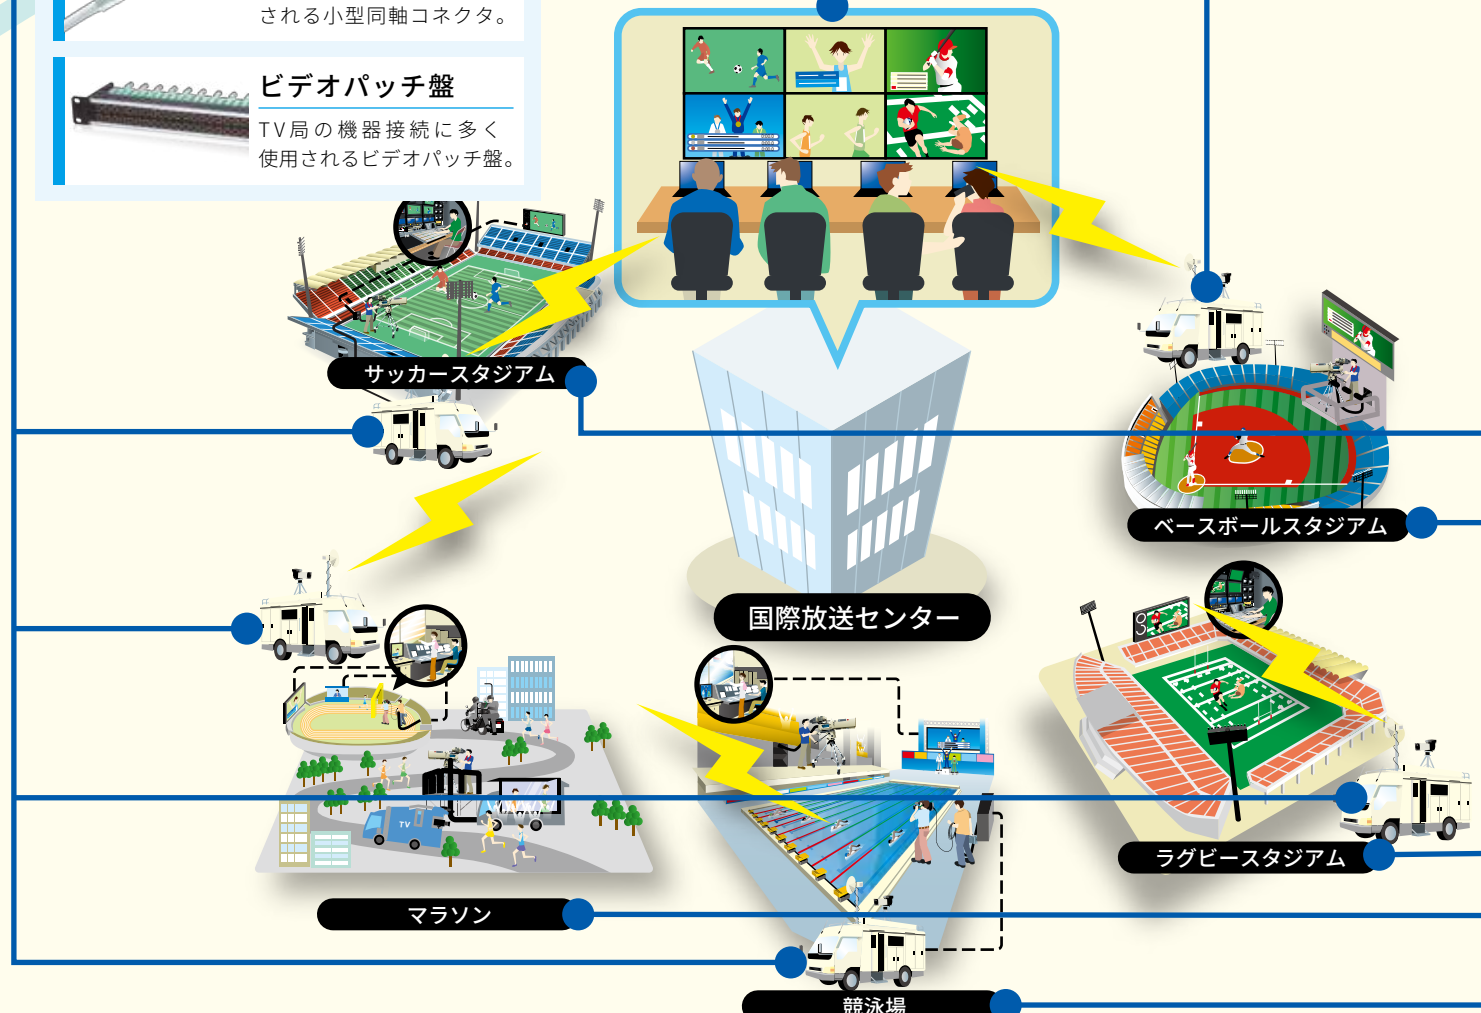 される小型同軸コネクタ。
ビデオパッチ盤
TV局の機器接続に多く
使用されるビデオパッチ盤。
サッカースタジアム
ベースボールスタジアム
国際放送センター
TV
ラグビースタジアム
マラソン
競泳場